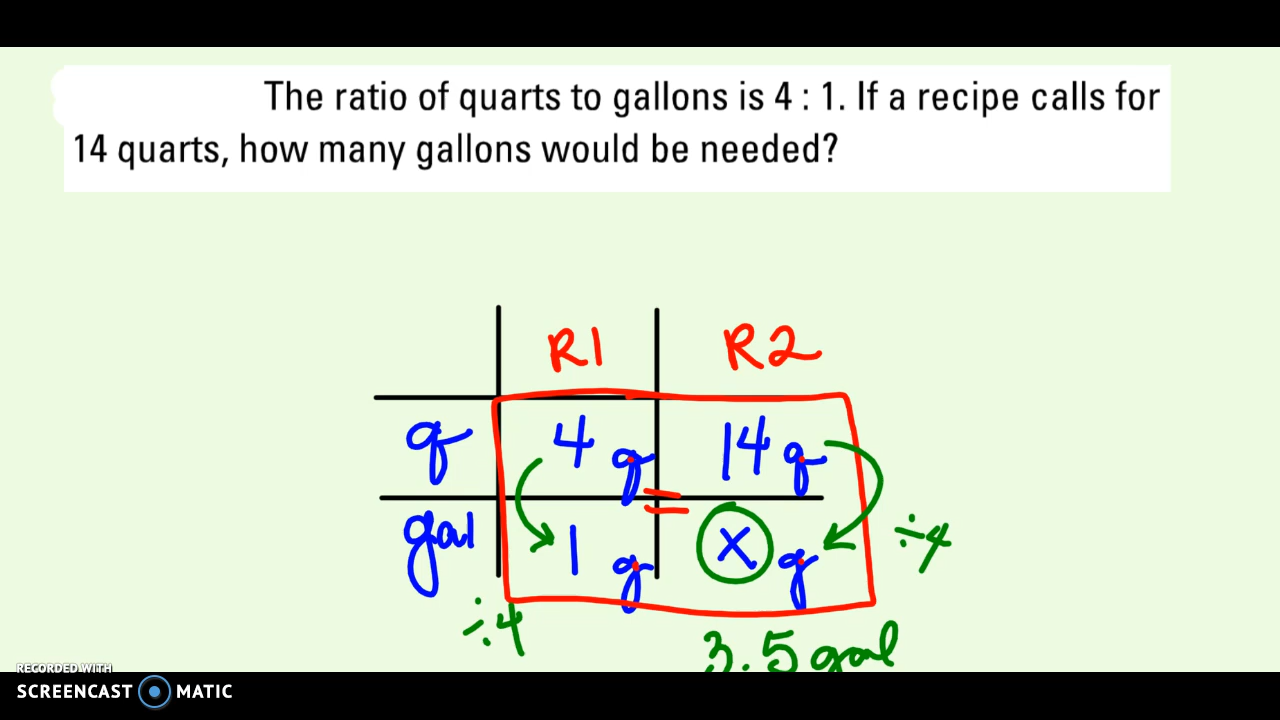 The ratio of quarts to gallons is 4 : 1. If a recipe calls for
14 quarts, how many gallons would be needed?
R1 R2
q 4 q 14 q
=
gal 1 g x g
÷4
÷4
3.5 gal
RECORDED WITH
SCREENCAST MATIC